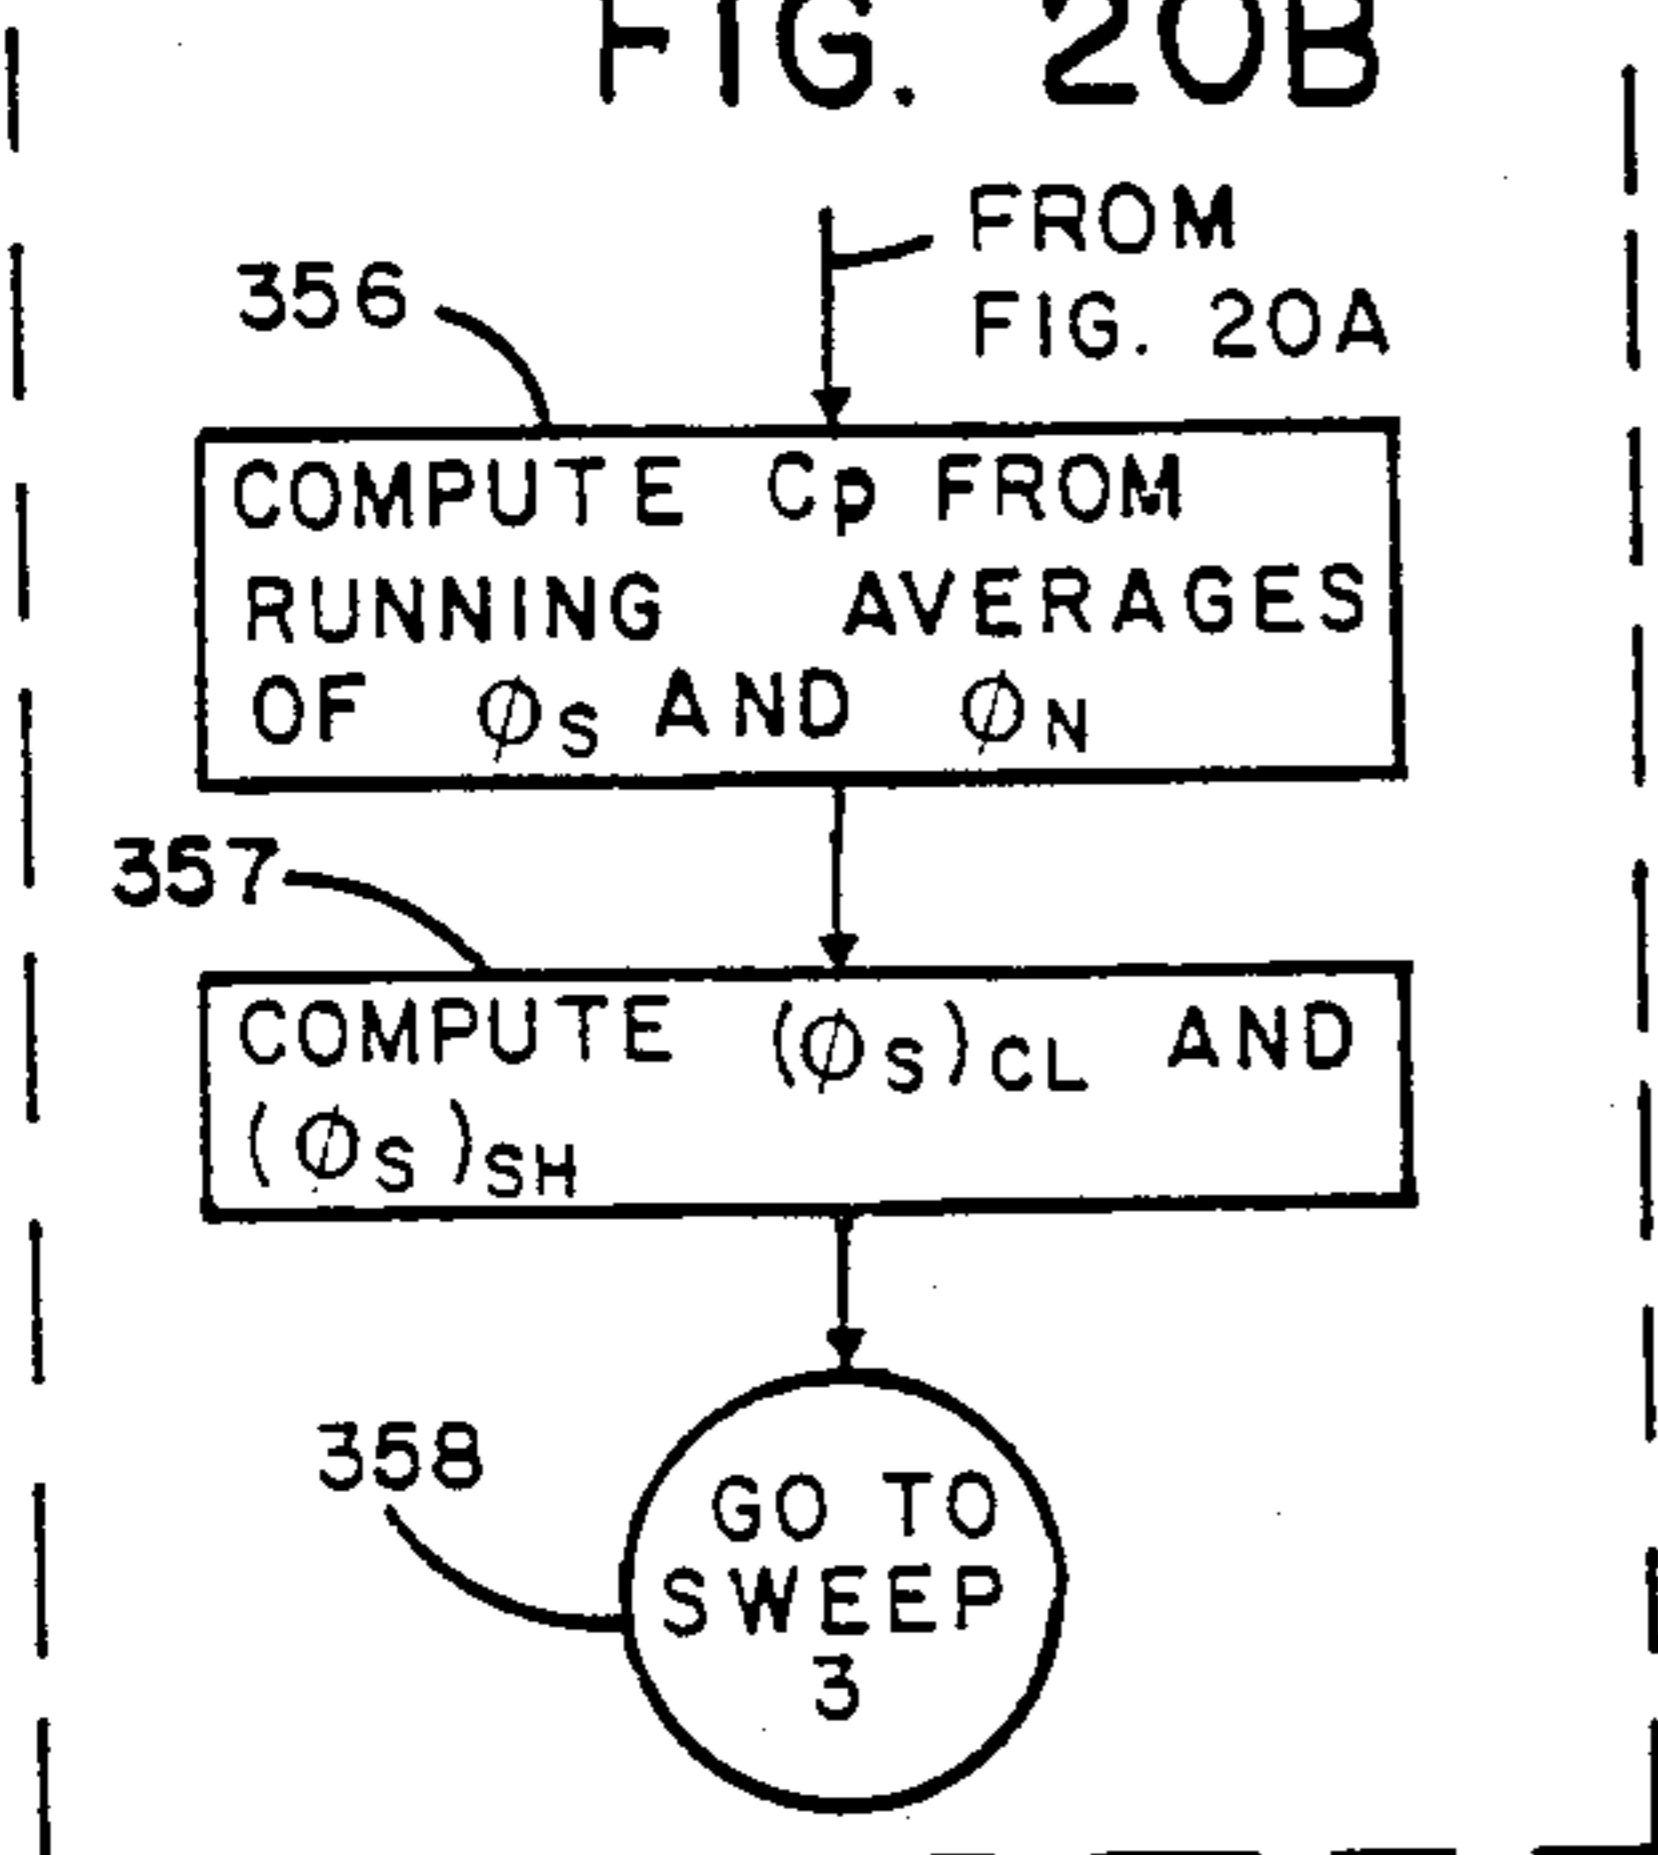 FIG. 20B
FROM
FIG. 20A
356
COMPUTE Cp FROM
RUNNING AVERAGES
OF ØS AND ØN
357
COMPUTE (ØS)CL AND
(ØS)SH
358
GO TO
SWEEP
3